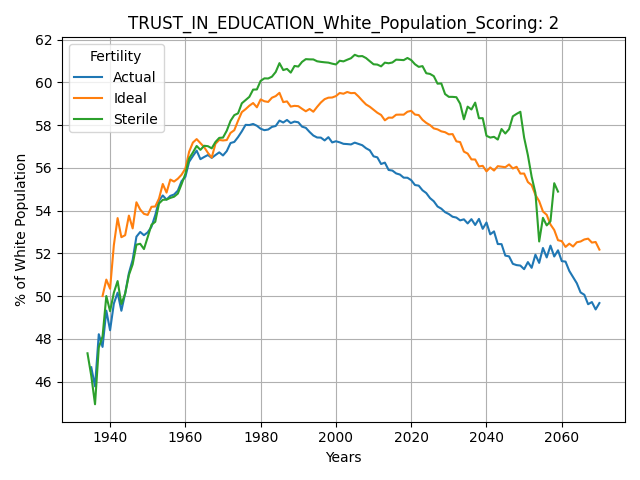 TRUST_IN_EDUCATION_White_Population_Scoring: 2
62
60
58
56
54
52
50
48
46
% of White Population
Fertility
Actual
Ideal
Sterile
1940 1960 1980 2000 2020 2040 2060
Years